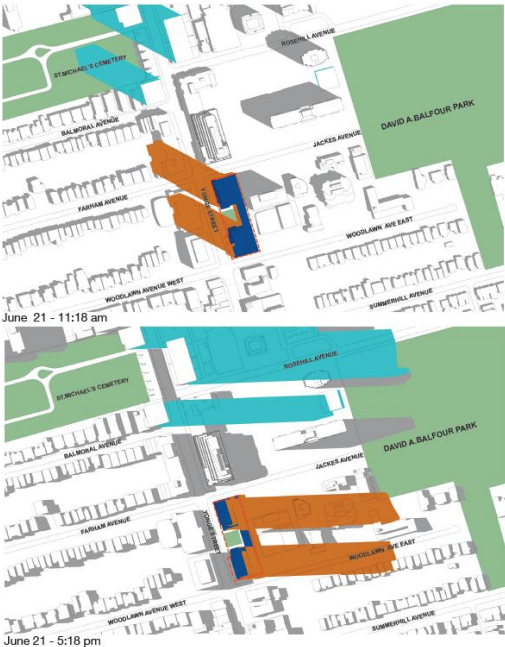 ROSEHILL AVENUE
ST.MICHAEL'S CEMETERY
DAVID A.BALFOUR PARK
BALMORAL AVENUE
JACKES AVENUE
FARHAM AVENUE
YONGE STREET
WOODLAWN AVE EAST
WOODLAWN AVENUE WEST
SUMMERHILL AVENUE
June 21 - 11:18 am
ROSEHILL AVENUE
ST.MICHAEL'S CEMETERY
DAVID A.BALFOUR PARK
BALMORAL AVENUE
JACKES AVENUE
FARHAM AVENUE
YONGE STREET
WOODLAWN AVE EAST
WOODLAWN AVENUE WEST
SUMMERHILL AVENUE
June 21 - 5:18 pm